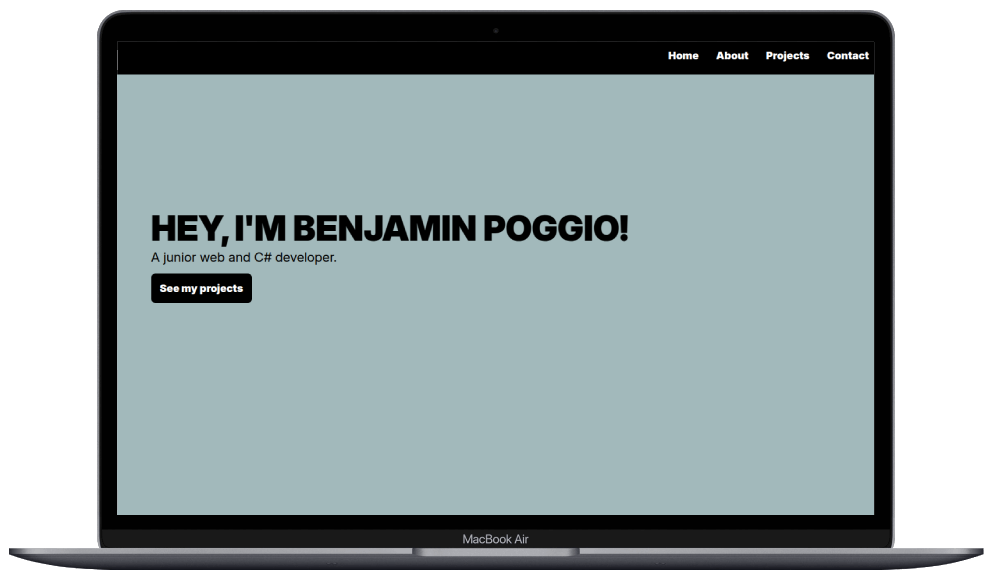 Home About Projects Contact
HEY, I'M BENJAMIN POGGIO!
A junior web and C# developer.
See my projects
MacBook Air